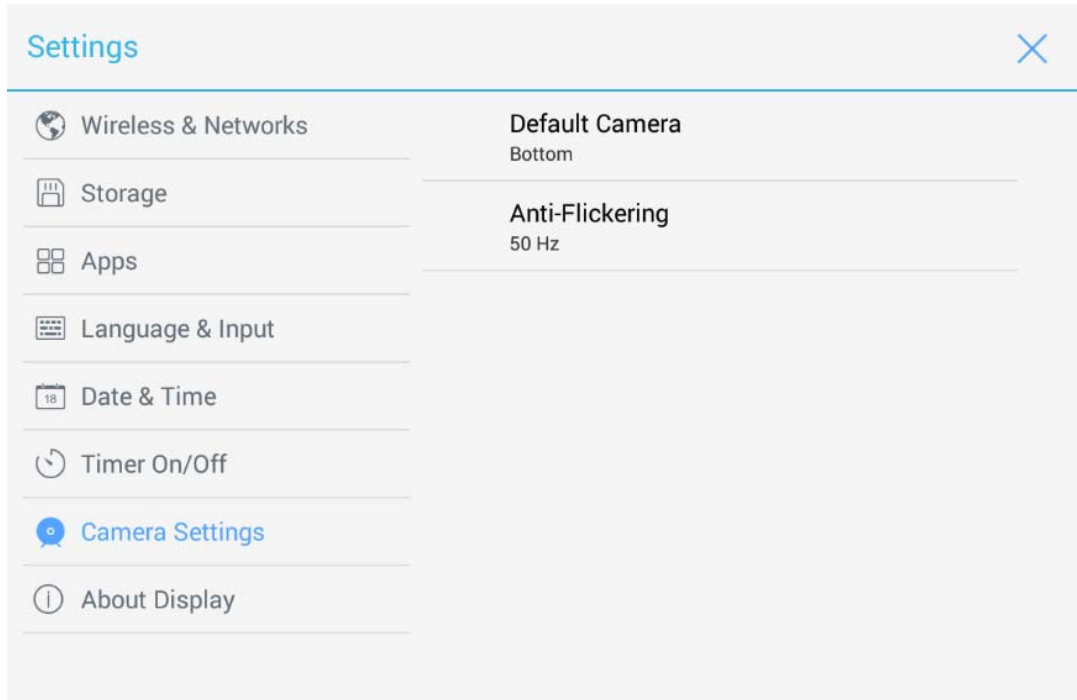 Settings
Wireless & Networks
Storage
Apps
Language & Input
18
Date & Time
Timer On/Off
Camera Settings
About Display
Default Camera
Bottom
Anti-Flickering
50 Hz